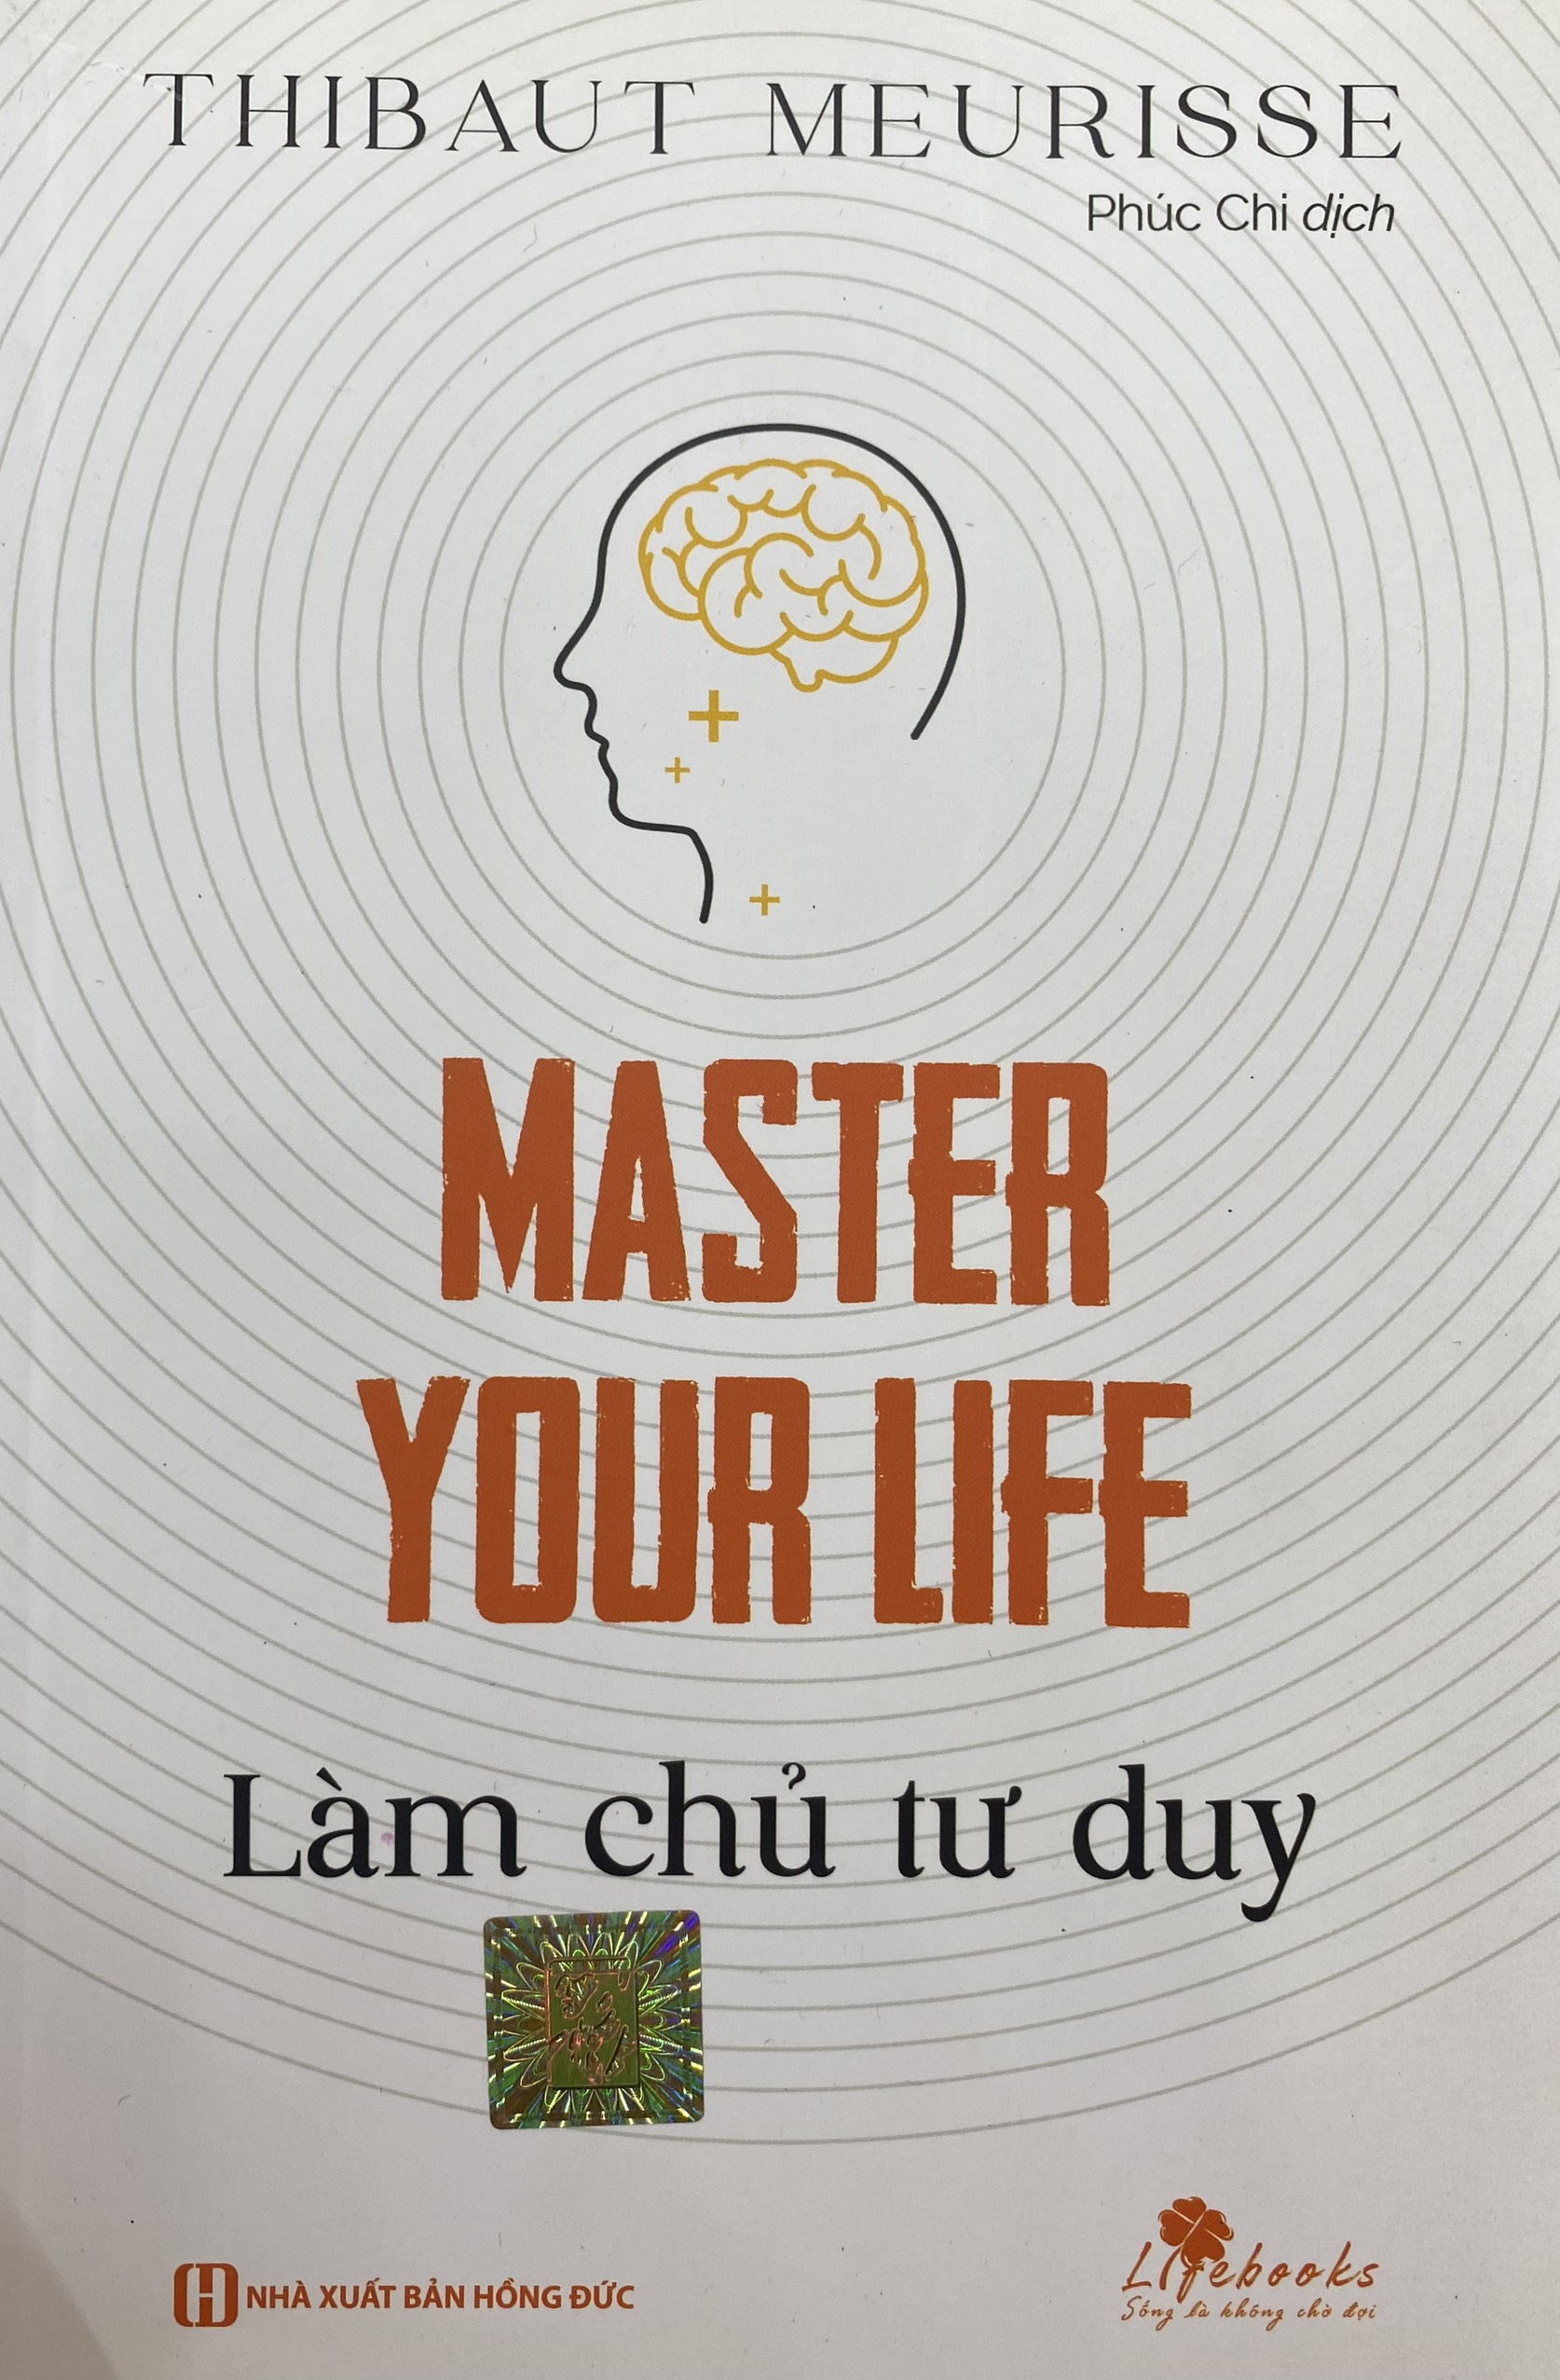 THIBAUT MEURISSE
Phúc Chi dịch
MASTER
YOUR LIFE
Làm chủ tư duy
NHÀ XUẤT BẢN HỒNG ĐỨC
Lifebooks
Sống là không chờ đợi